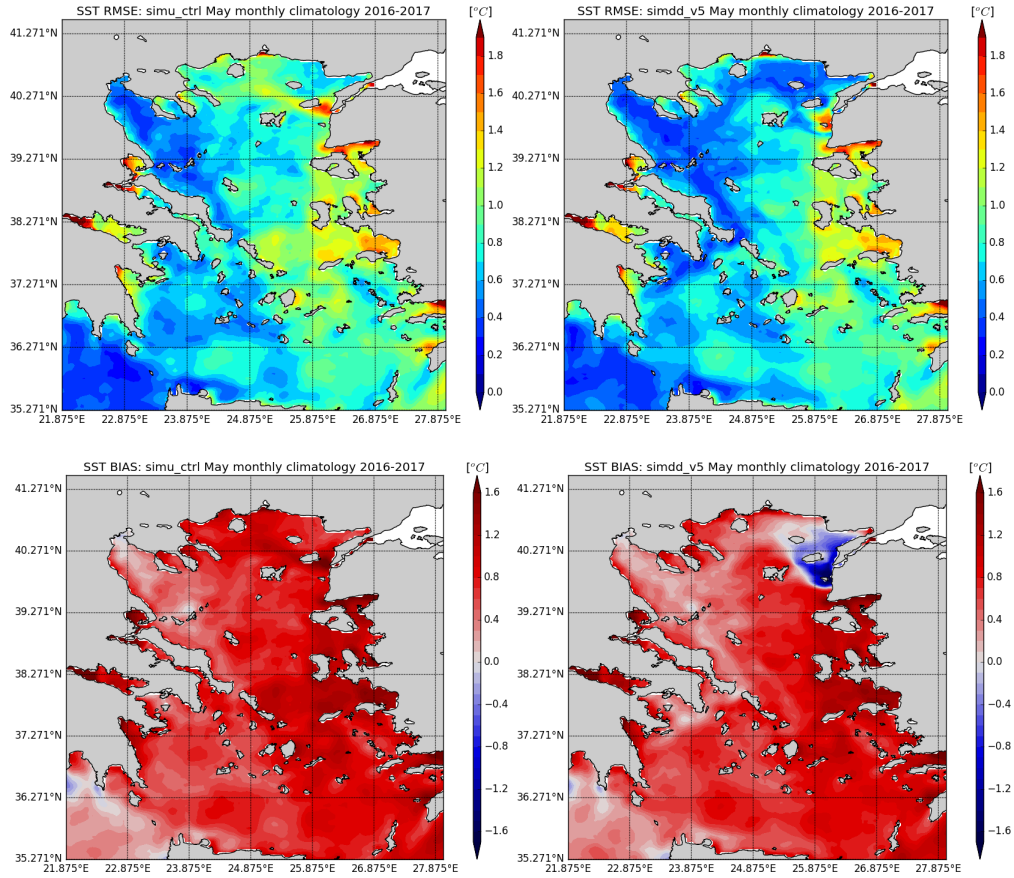 SST RMSE: simu_ctrl May monthly climatology 2016-2017
[°C]
41.271°N
40.271°N
39.271°N
38.271°N
37.271°N
36.271°N
35.271°N
21.875°E 22.875°E 23.875°E 24.875°E 25.875°E 26.875°E 27.875°E
1.8
1.6
1.4
1.2
1.0
0.8
0.6
0.4
0.2
0.0
SST RMSE: simdd_v5 May monthly climatology 2016-2017
[°C]
41.271°N
40.271°N
39.271°N
38.271°N
37.271°N
36.271°N
35.271°N
21.875°E 22.875°E 23.875°E 24.875°E 25.875°E 26.875°E 27.875°E
1.8
1.6
1.4
1.2
1.0
0.8
0.6
0.4
0.2
0.0
SST BIAS: simu_ctrl May monthly climatology 2016-2017
[°C]
41.271°N
40.271°N
39.271°N
38.271°N
37.271°N
36.271°N
35.271°N
21.875°E 22.875°E 23.875°E 24.875°E 25.875°E 26.875°E 27.875°E
1.6
1.2
0.8
0.4
0.0
−0.4
−0.8
−1.2
−1.6
SST BIAS: simdd_v5 May monthly climatology 2016-2017
[°C]
41.271°N
40.271°N
39.271°N
38.271°N
37.271°N
36.271°N
35.271°N
21.875°E 22.875°E 23.875°E 24.875°E 25.875°E 26.875°E 27.875°E
1.6
1.2
0.8
0.4
0.0
−0.4
−0.8
−1.2
−1.6